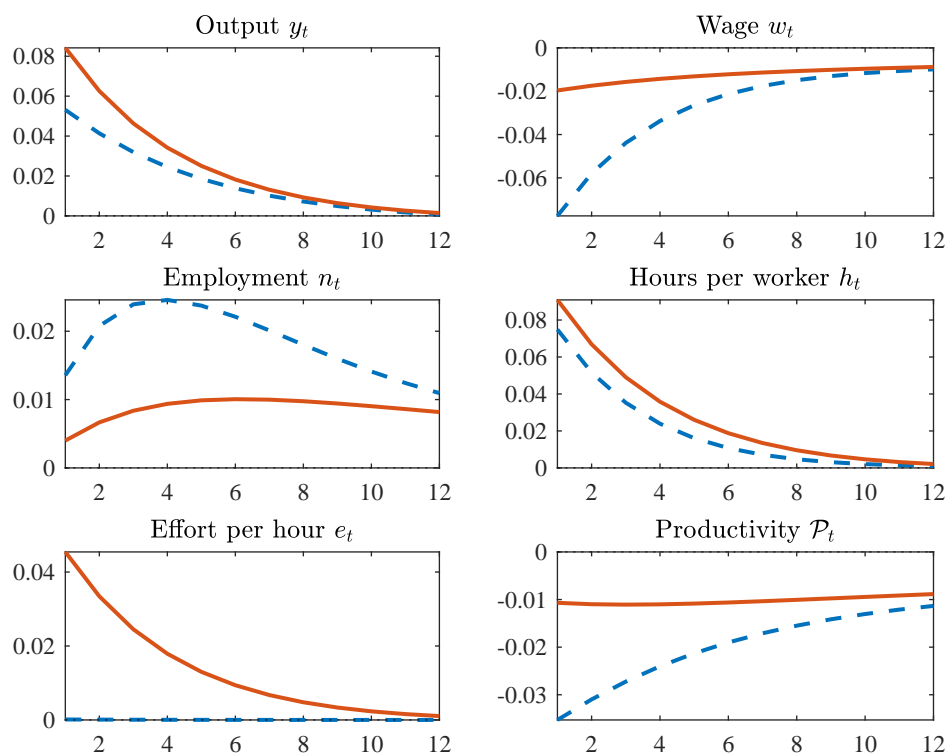 Output y_t
0.08
0.06
0.04
0.02
0
2 4 6 8 10 12
Wage w_t
0
-0.02
-0.04
-0.06
2 4 6 8 10 12
Employment n_t
0.02
0.01
0
2 4 6 8 10 12
Hours per worker h_t
0.08
0.06
0.04
0.02
0
2 4 6 8 10 12
Effort per hour e_t
0.04
0.02
0
2 4 6 8 10 12
Productivity 𝒫_t
0
-0.01
-0.02
-0.03
2 4 6 8 10 12